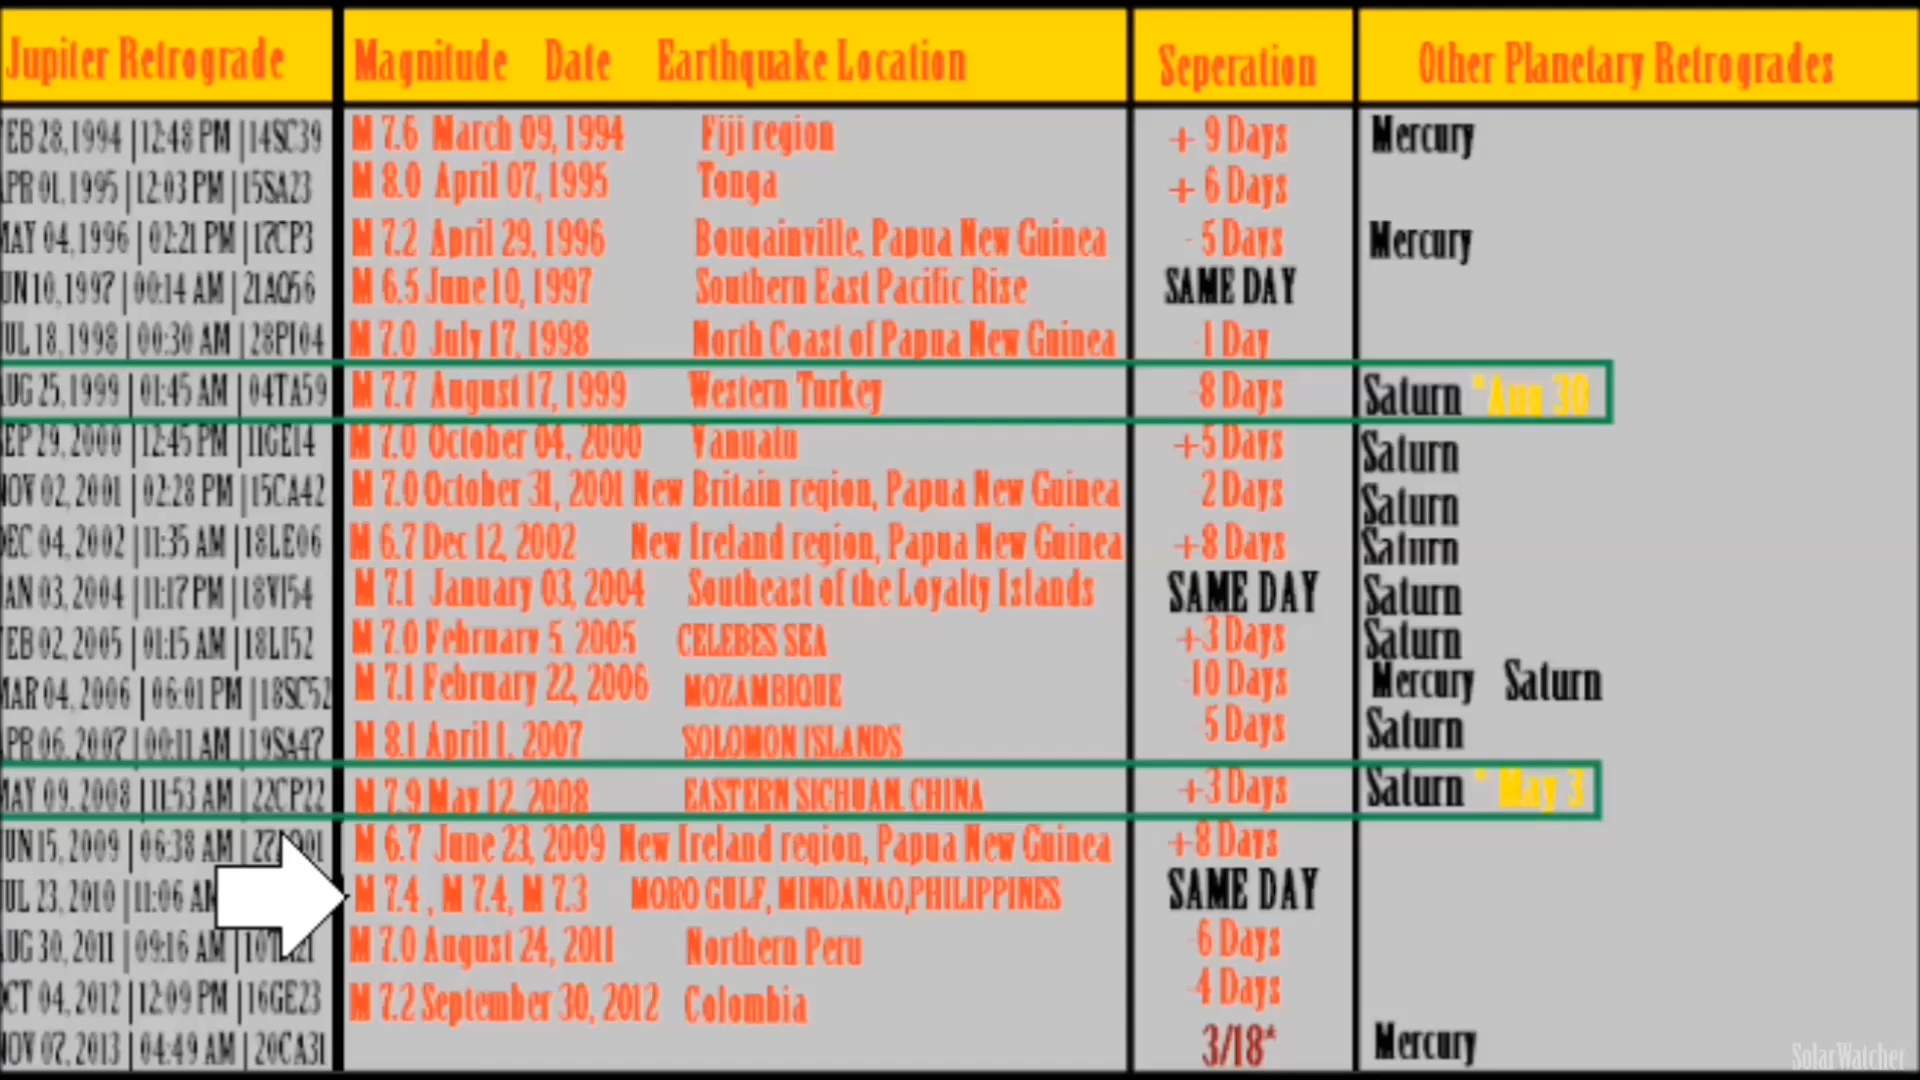 Jupiter Retrograde Magnitude Date Earthquake Location Seperation Other Planetary Retrogrades
EB 28, 1994 | 12:48 PM | 14SC39 M 7.6 March 09, 1994 Fiji region + 9 Days Mercury
PR 01, 1995 | 12:03 PM | 15SA23 M 8.0 April 07, 1995 Tonga + 6 Days
MAY 04, 1996 | 02:21 PM | 17CP3 M 7.2 April 29, 1996 Bougainville, Papua New Guinea - 5 Days Mercury
UN 10, 1997 | 00:14 AM | 21AQ56 M 6.5 June 10, 1997 Southern East Pacific Rise SAME DAY
UL 18, 1998 | 00:30 AM | 28PI04 M 7.0 July 17, 1998 North Coast of Papua New Guinea -1 Day
UG 25, 1999 | 01:45 AM | 04TA59 M 7.7 August 17, 1999 Western Turkey -8 Days Saturn *Aug 30
EP 29, 2000 | 12:45 PM | 11GE14 M 7.0 October 04, 2000 Vanuatu +5 Days Saturn
NOV 02, 2001 | 02:28 PM | 15CA42 M 7.0 October 31, 2001 New Britain region, Papua New Guinea -2 Days Saturn
DEC 04, 2002 | 11:35 AM | 18LE06 M 6.7 Dec 12, 2002 New Ireland region, Papua New Guinea +8 Days Saturn
AN 03, 2004 | 11:17 PM | 18VI54 M 7.1 January 03, 2004 Southeast of the Loyalty Islands SAME DAY Saturn
EB 02, 2005 | 01:15 AM | 18LI52 M 7.0 February 5, 2005 CELEBES SEA +3 Days Saturn
MAR 04, 2006 | 06:01 PM | 18SC52 M 7.1 February 22, 2006 MOZAMBIQUE -10 Days Mercury Saturn
PR 06, 2007 | 00:11 AM | 19SA47 M 8.1 April 1, 2007 SOLOMON ISLANDS -5 Days Saturn
MAY 09, 2008 | 11:53 AM | 22CP22 M 7.9 May 12, 2008 EASTERN SICHUAN, CHINA +3 Days Saturn * May 3
UN 15, 2009 | 06:38 AM | M 6.7 June 23, 2009 New Ireland region, Papua New Guinea +8 Days
UL 23, 2010 | 11:06 M 7.4 , M 7.4, M 7.3 MORO GULF, MINDANAO,PHILIPPINES SAME DAY
UG 30, 2011 | 09:16 AM | M 7.0 August 24, 2011 Northern Peru -6 Days
OCT 04, 2012 | 12:09 PM | 16GE23 M 7.2 September 30, 2012 Colombia -4 Days
NOV 07, 2013 | 04:49 AM | 20CA31 3/18* Mercury
SolarWatcher